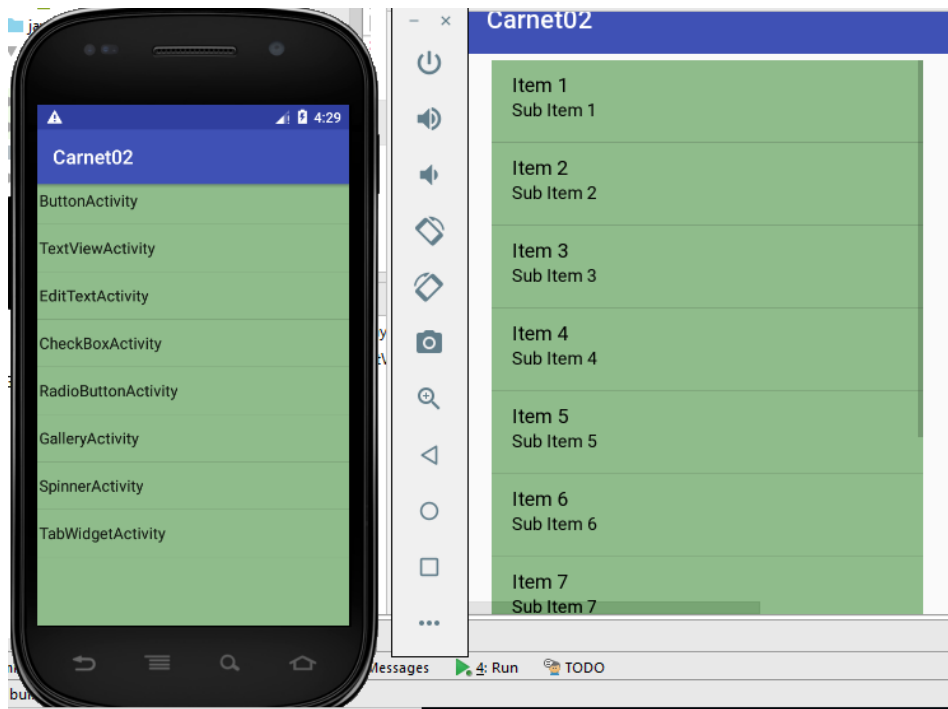 4:29
Carnet02
ButtonActivity
TextViewActivity
EditTextActivity
CheckBoxActivity
RadioButtonActivity
GalleryActivity
SpinnerActivity
TabWidgetActivity
Carnet02
Item 1
Sub Item 1
Item 2
Sub Item 2
Item 3
Sub Item 3
Item 4
Sub Item 4
Item 5
Sub Item 5
Item 6
Sub Item 6
Item 7
Sub Item 7
Messages 4: Run TODO